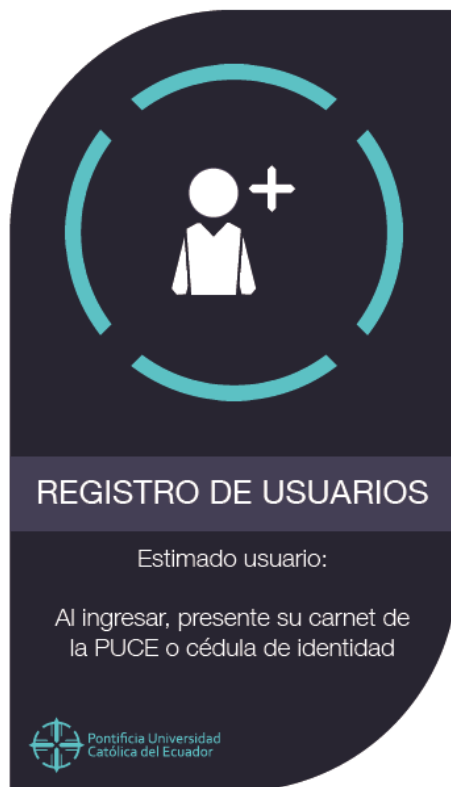 REGISTRO DE USUARIOS
Estimado usuario:
Al ingresar, presente su carnet de
la PUCE o cédula de identidad
Pontificia Universidad
Católica del Ecuador